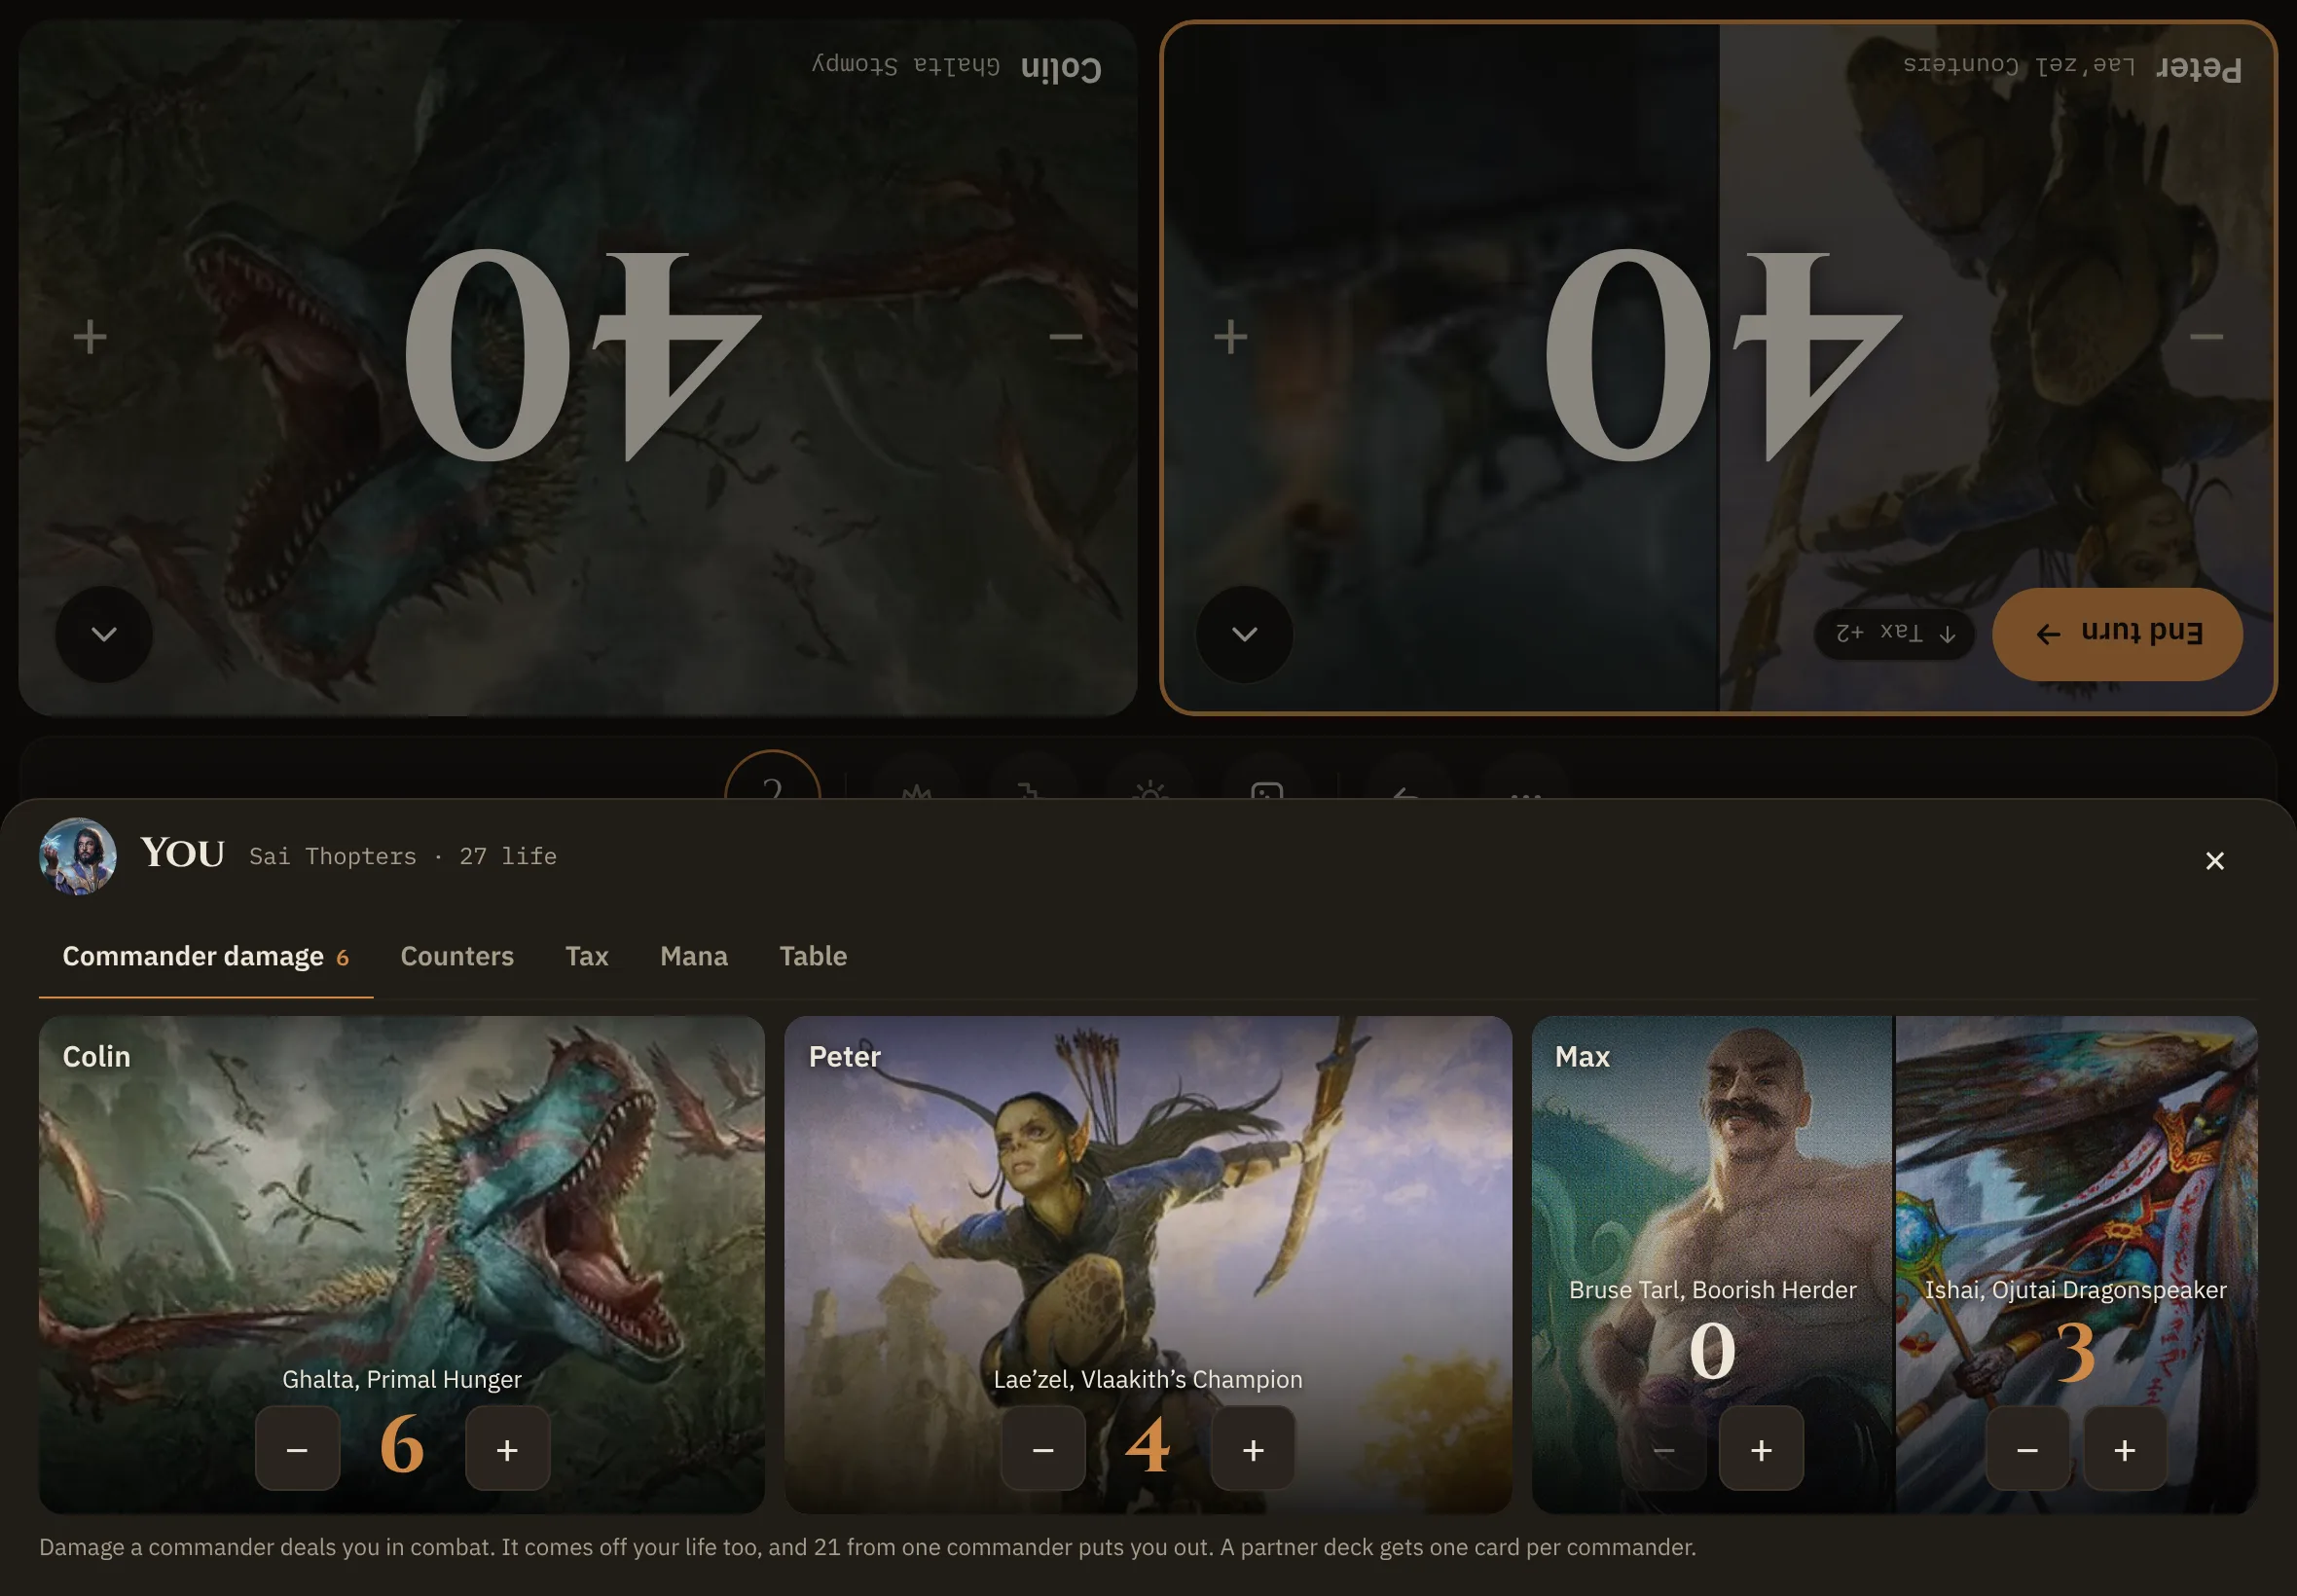 Colin Ghalta Stompy
40
+ −
Peter Lae'zel Counters
40
+ −
End turn →
↑ Tax +2 ↓
2
YOU Sai Thopters · 27 life ×
Commander damage 6 Counters Tax Mana Table
Colin
Ghalta, Primal Hunger
− 6 +
Peter
Lae’zel, Vlaakith’s Champion
− 4 +
Max
Bruse Tarl, Boorish Herder
0
− +
Ishai, Ojutai Dragonspeaker
3
− +
Damage a commander deals you in combat. It comes off your life too, and 21 from one commander puts you out. A partner deck gets one card per commander.